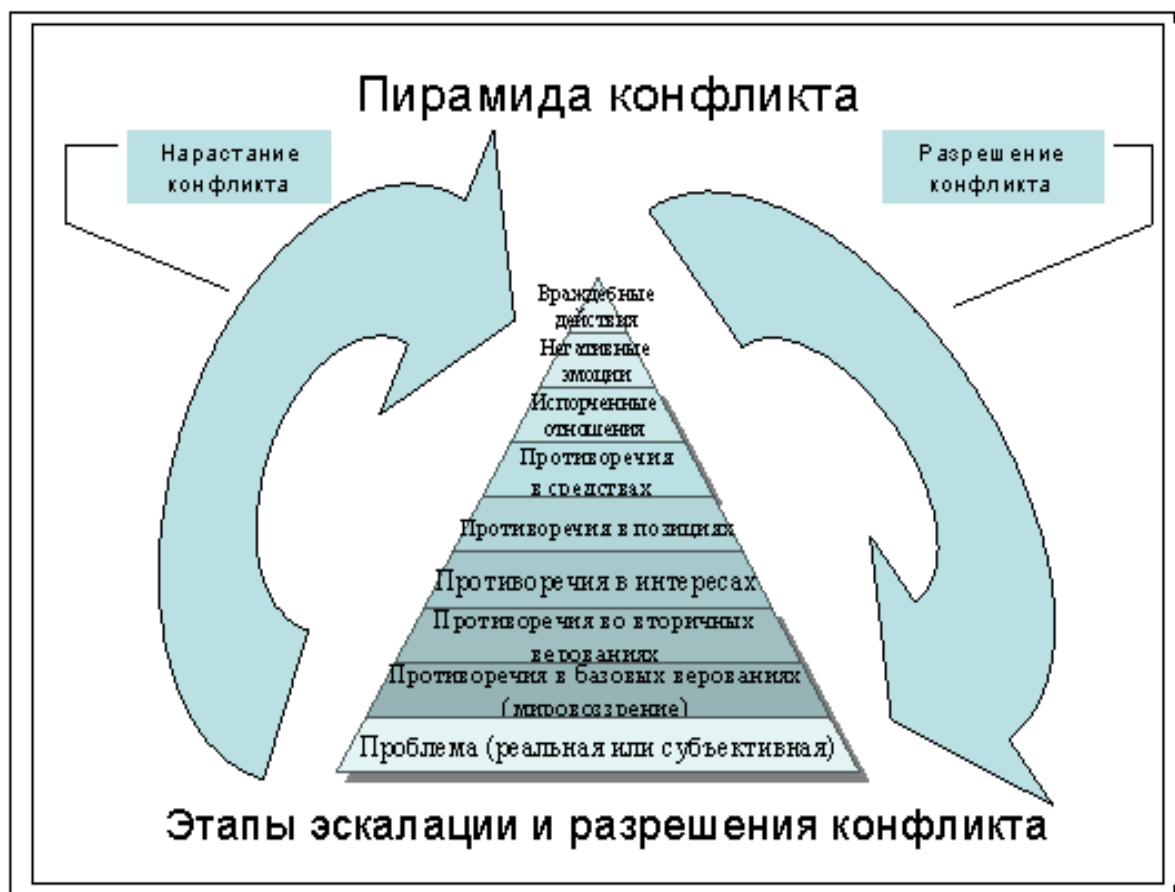 Пирамида конфликта
Нарастание
конфликта
Разрешение
конфликта
Враждебные
действия
Негативные
эмоции
Испорченные
отношения
Противоречия
в средствах
Противоречия в позициях
Противоречия в интересах
Противоречия во вторичных
верованиях
Противоречия в базовых верованиях
(мировоззрение)
Проблема (реальная или субъективная)
Этапы эскалации и разрешения конфликта